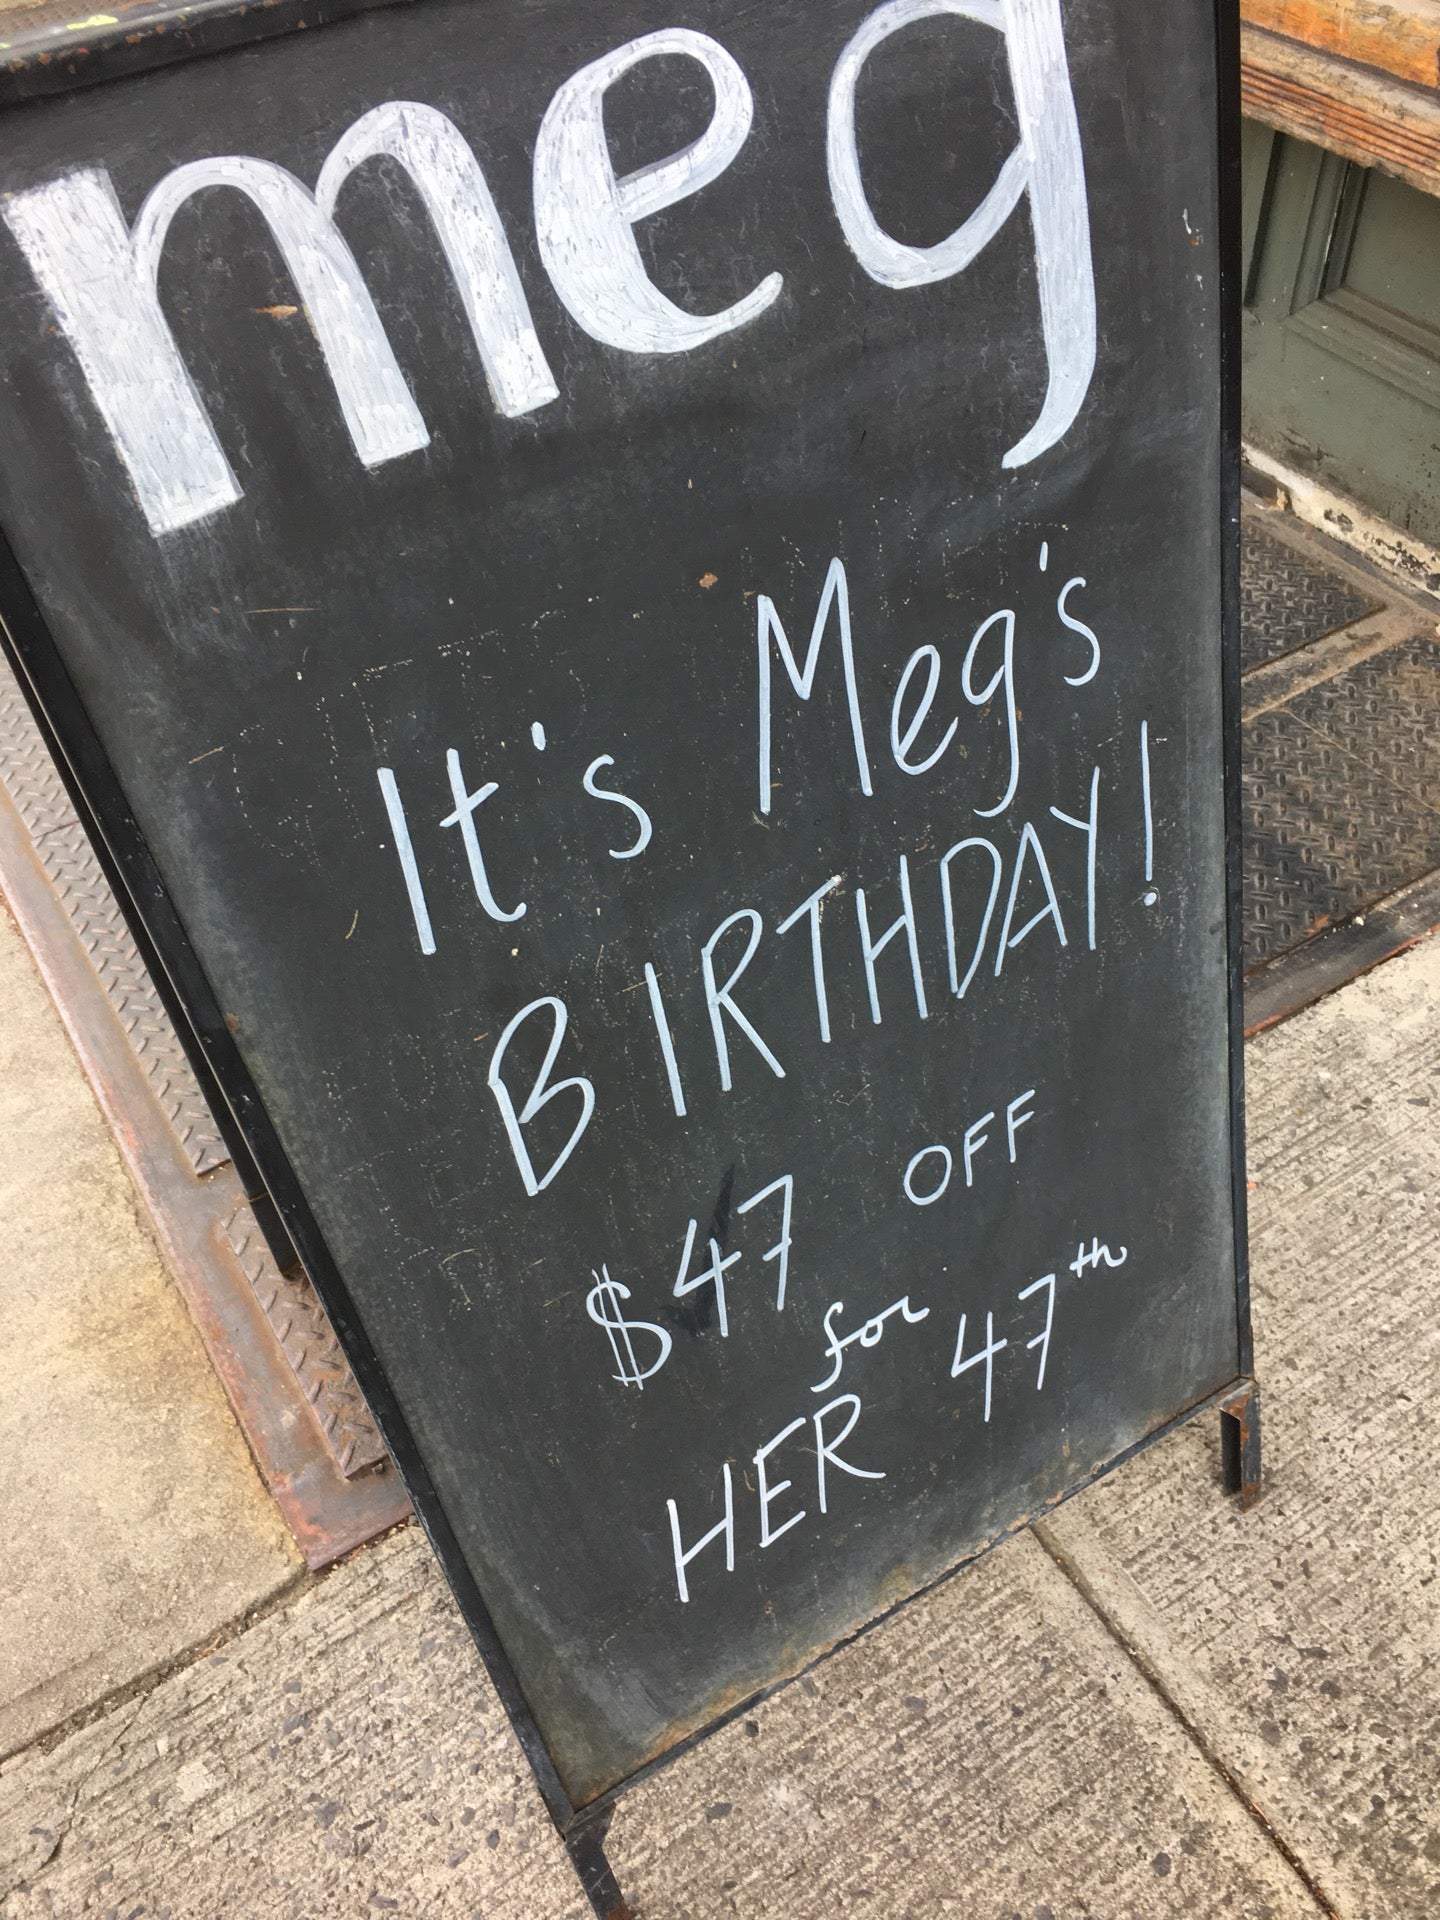 meg
It's Meg's
BIRTHDAY!
$47 OFF
for
HER 47th